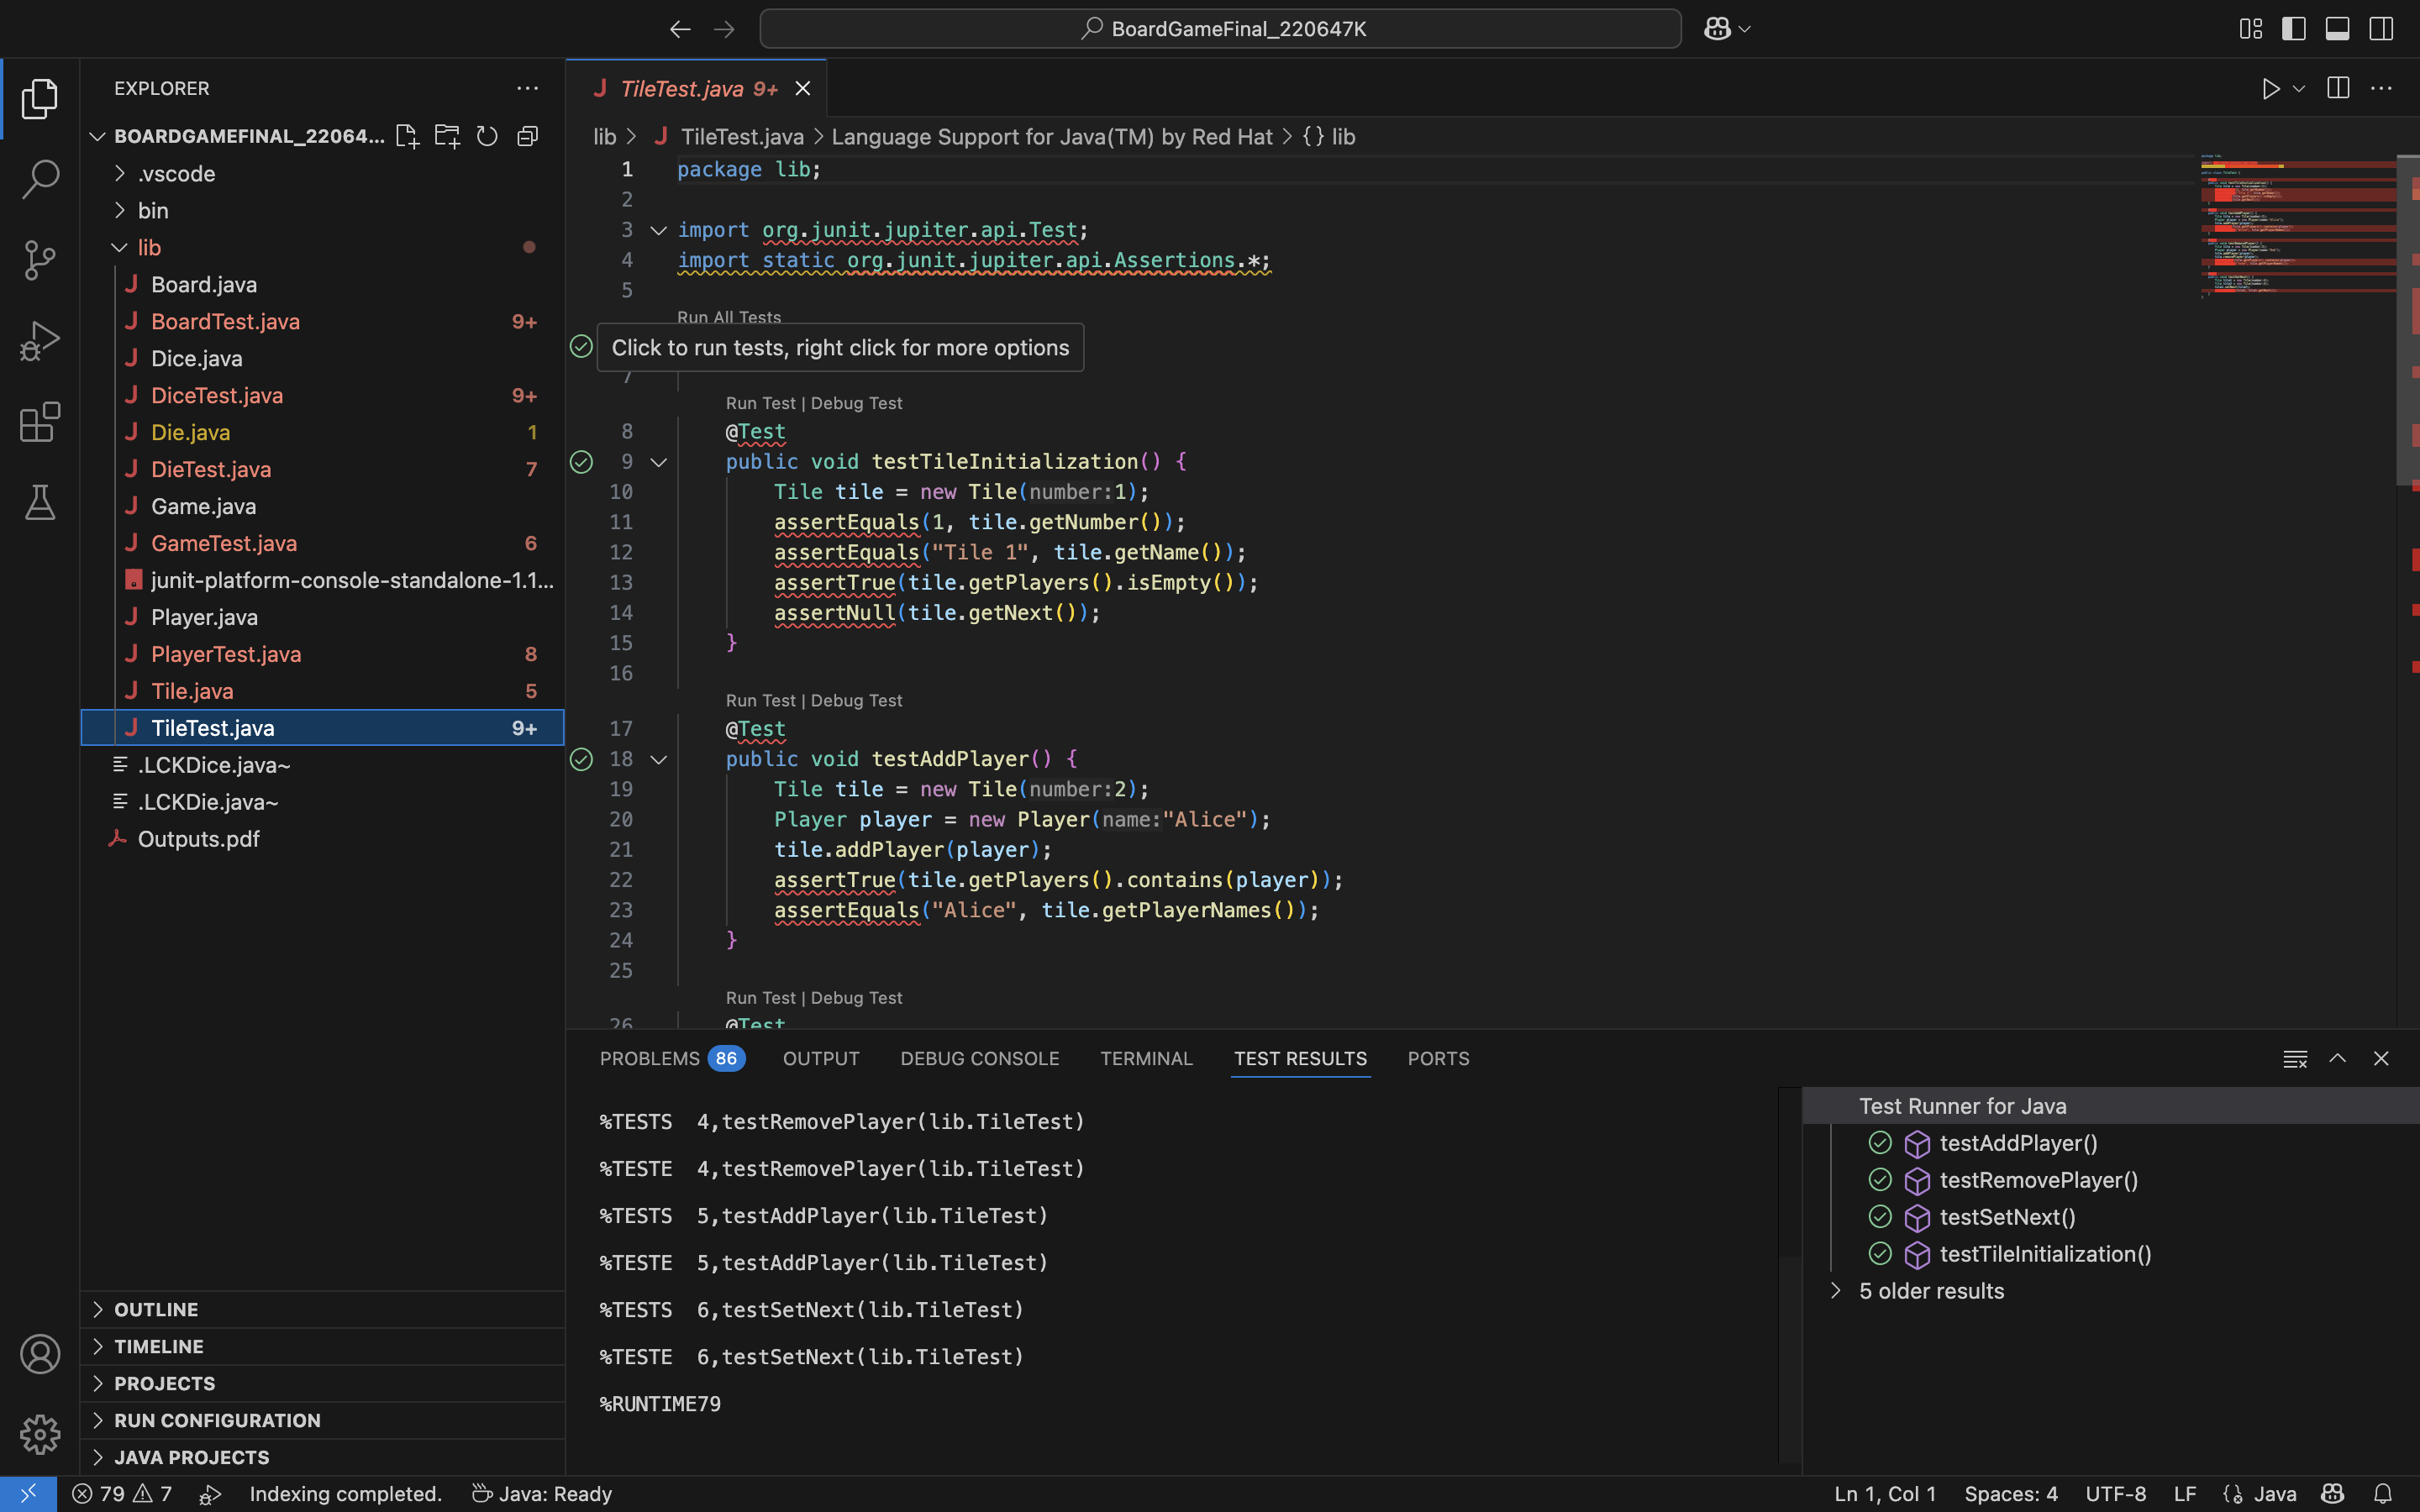 BoardGameFinal_220647K
EXPLORER
BOARDGAMEFINAL_22064...
.vscode
bin
lib
Board.java
BoardTest.java 9+
Dice.java
DiceTest.java 9+
Die.java 1
DieTest.java 7
Game.java
GameTest.java 6
junit-platform-console-standalone-1.1...
Player.java
PlayerTest.java 8
Tile.java 5
TileTest.java 9+
.LCKDice.java~
.LCKDie.java~
Outputs.pdf
OUTLINE
TIMELINE
PROJECTS
RUN CONFIGURATION
JAVA PROJECTS
TileTest.java 9+
lib > TileTest.java > Language Support for Java(TM) by Red Hat > {} lib
1 package lib;
2
3 import org.junit.jupiter.api.Test;
4 import static org.junit.jupiter.api.Assertions.*;
5
Run All Tests
Click to run tests, right click for more options
7
Run Test | Debug Test
8 @Test
9 public void testTileInitialization() {
10 Tile tile = new Tile(number:1);
11 assertEquals(1, tile.getNumber());
12 assertEquals("Tile 1", tile.getName());
13 assertTrue(tile.getPlayers().isEmpty());
14 assertNull(tile.getNext());
15 }
16
Run Test | Debug Test
17 @Test
18 public void testAddPlayer() {
19 Tile tile = new Tile(number:2);
20 Player player = new Player(name:"Alice");
21 tile.addPlayer(player);
22 assertTrue(tile.getPlayers().contains(player));
23 assertEquals("Alice", tile.getPlayerNames());
24 }
25
Run Test | Debug Test
26 @Test
PROBLEMS 86 OUTPUT DEBUG CONSOLE TERMINAL TEST RESULTS PORTS
%TESTS 4,testRemovePlayer(lib.TileTest)
%TESTE 4,testRemovePlayer(lib.TileTest)
%TESTS 5,testAddPlayer(lib.TileTest)
%TESTE 5,testAddPlayer(lib.TileTest)
%TESTS 6,testSetNext(lib.TileTest)
%TESTE 6,testSetNext(lib.TileTest)
%RUNTIME79
Test Runner for Java
testAddPlayer()
testRemovePlayer()
testSetNext()
testTileInitialization()
5 older results
79 7 Indexing completed. Java: Ready Ln 1, Col 1 Spaces: 4 UTF-8 LF Java